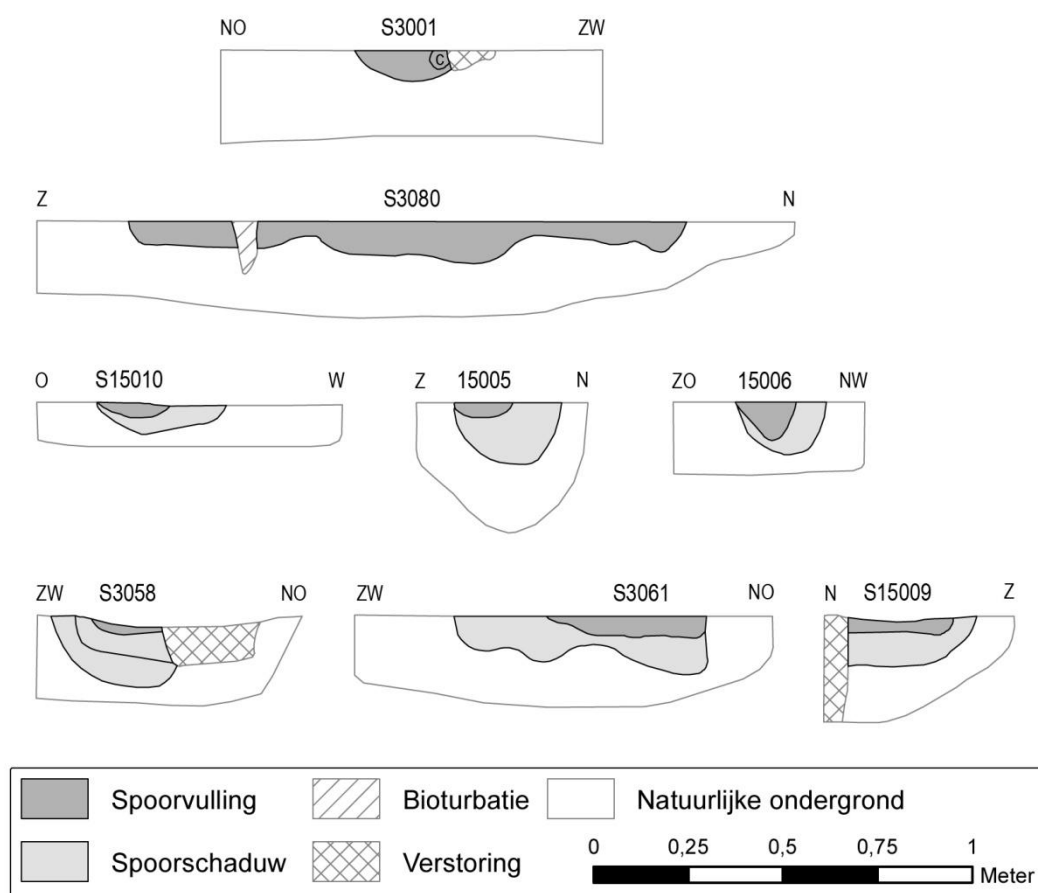 NO S3001 ZW
C
Z S3080 N
O S15010 W Z 15005 N ZO 15006 NW
ZW S3058 NO ZW S3061 NO N S15009 Z
Spoorvulling Bioturbatie Natuurlijke ondergrond
Spoorschaduw Verstoring 0 0,25 0,5 0,75 1
Meter